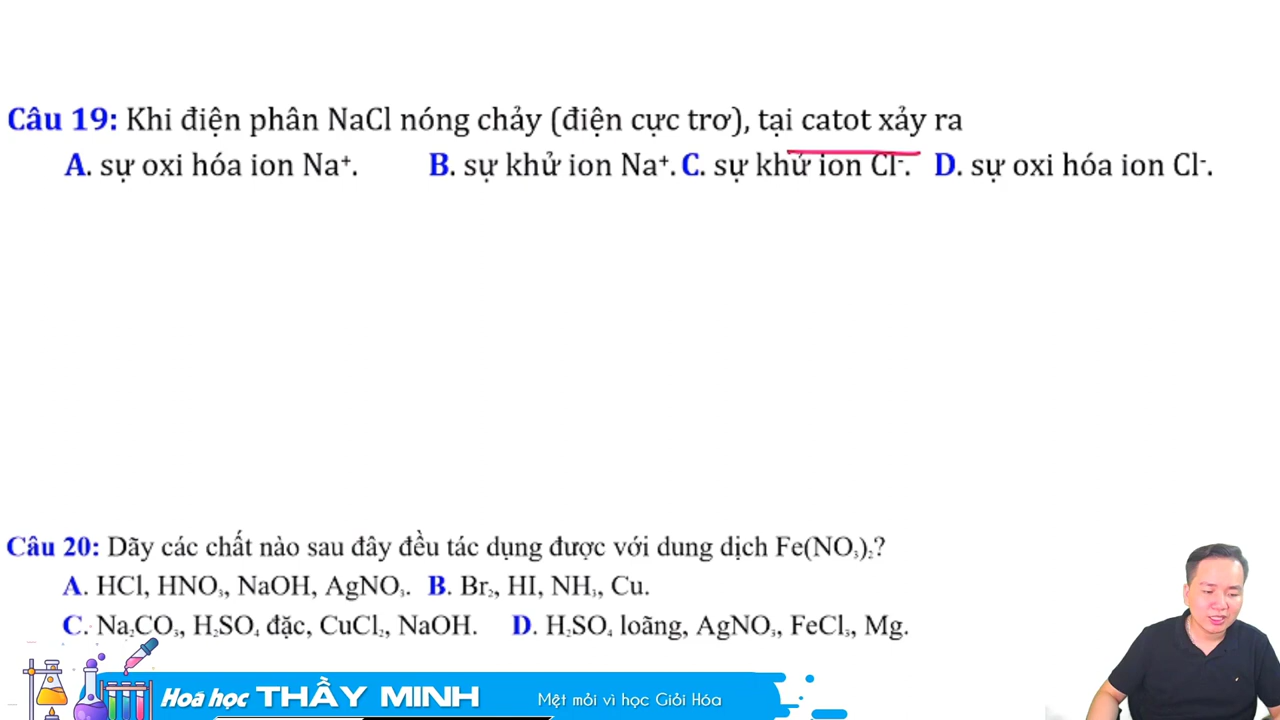 Câu 19: Khi điện phân NaCl nóng chảy (điện cực trơ), tại catot xảy ra
A. sự oxi hóa ion Na⁺. B. sự khử ion Na⁺. C. sự khử ion Cl⁻. D. sự oxi hóa ion Cl⁻.
Câu 20: Dãy các chất nào sau đây đều tác dụng được với dung dịch Fe(NO₃)₂?
A. HCl, HNO₃, NaOH, AgNO₃. B. Br₂, HI, NH₃, Cu.
C. Na₂CO₃, H₂SO₄ đặc, CuCl₂, NaOH. D. H₂SO₄ loãng, AgNO₃, FeCl₃, Mg.
Hoá học THẦY MINH Mệt mỏi vì học Giỏi Hóa